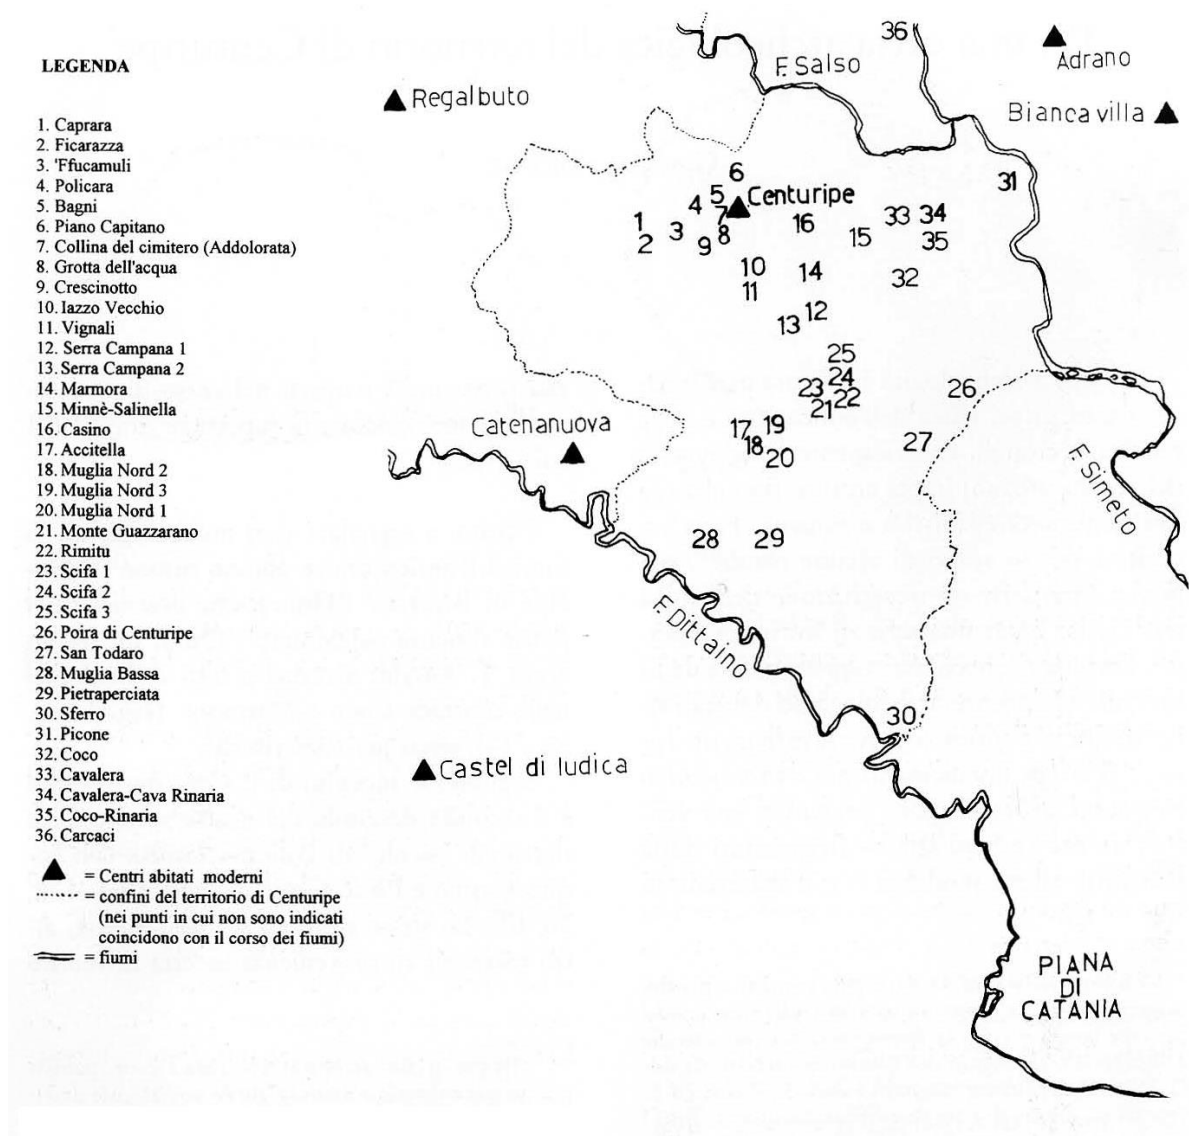 LEGENDA
1. Caprara
2. Ficarazza
3. 'Ffucamuli
4. Policara
5. Bagni
6. Piano Capitano
7. Collina del cimitero (Addolorata)
8. Grotta dell'acqua
9. Crescinotto
10. Iazzo Vecchio
11. Vignali
12. Serra Campana 1
13. Serra Campana 2
14. Marmora
15. Minnè-Salinella
16. Casino
17. Accitella
18. Muglia Nord 2
19. Muglia Nord 3
20. Muglia Nord 1
21. Monte Guazzarano
22. Rimitu
23. Scifa 1
24. Scifa 2
25. Scifa 3
26. Poira di Centuripe
27. San Todaro
28. Muglia Bassa
29. Pietraperciata
30. Sferro
31. Picone
32. Coco
33. Cavalera
34. Cavalera-Cava Rinaria
35. Coco-Rinaria
36. Carcaci
= Centri abitati moderni
= confini del territorio di Centuripe
(nei punti in cui non sono indicati
coincidono con il corso dei fiumi)
= fiumi
36
Adrano
F. Salso
Regalbuto
Biancavilla
6
31
5
Centuripe
4
7
33
34
1
3
16
8
15
35
2
9
10
14
32
11
12
13
25
24
23
22
26
21
Catenanuova
17
19
18
27
20
F. Simeto
28
29
F. Dittaino
30
Castel di Iudica
PIANA
DI
CATANIA